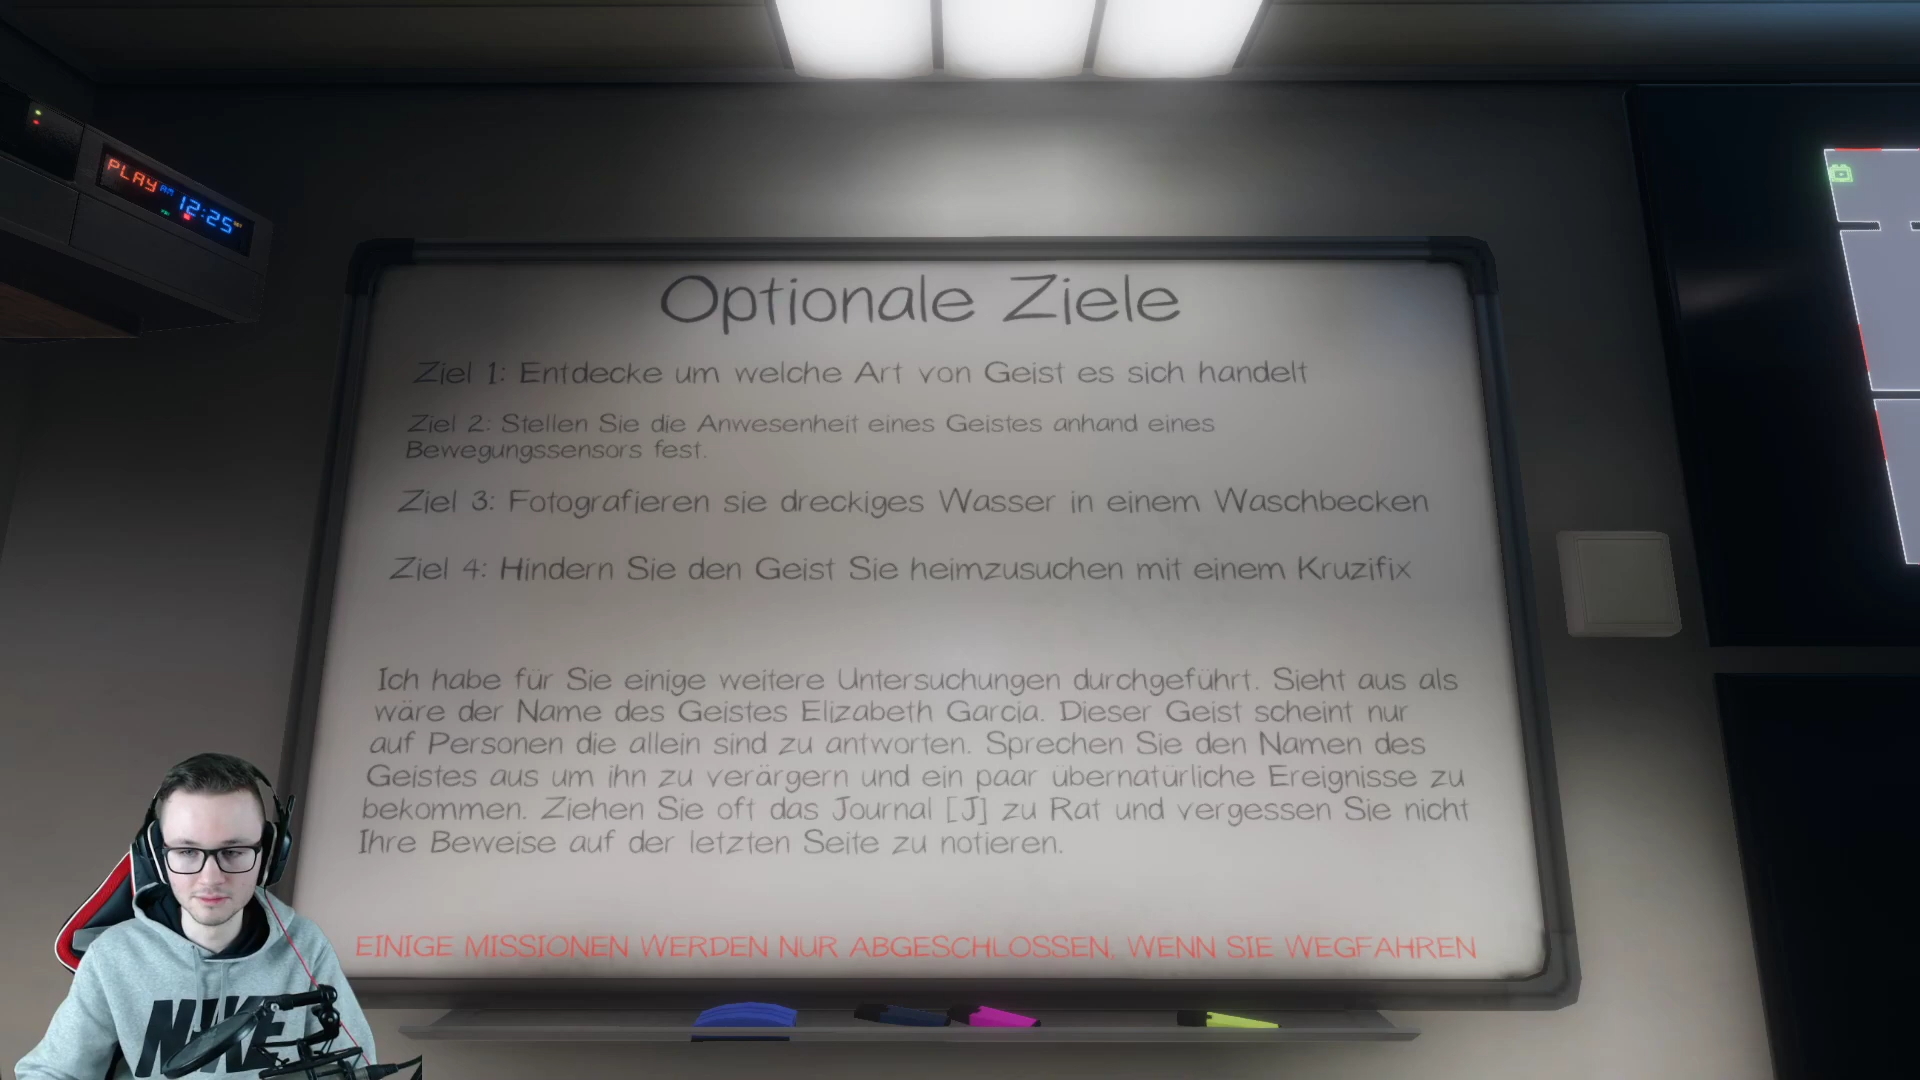 PLAY AM 12:25
Optionale Ziele
Ziel 1: Entdecke um welche Art von Geist es sich handelt
Ziel 2: Stellen Sie die Anwesenheit eines Geistes anhand eines
Bewegungssensors fest.
Ziel 3: Fotografieren sie dreckiges Wasser in einem Waschbecken
Ziel 4: Hindern Sie den Geist Sie heimzusuchen mit einem Kruzifix
Ich habe für Sie einige weitere Untersuchungen durchgeführt. Sieht aus als
wäre der Name des Geistes Elizabeth Garcia. Dieser Geist scheint nur
auf Personen die allein sind zu antworten. Sprechen Sie den Namen des
Geistes aus um ihn zu verärgern und ein paar übernatürliche Ereignisse zu
bekommen. Ziehen Sie oft das Journal [J] zu Rat und vergessen Sie nicht
Ihre Beweise auf der letzten Seite zu notieren.
EINIGE MISSIONEN WERDEN NUR ABGESCHLOSSEN, WENN SIE WEGFAHREN
NIKE